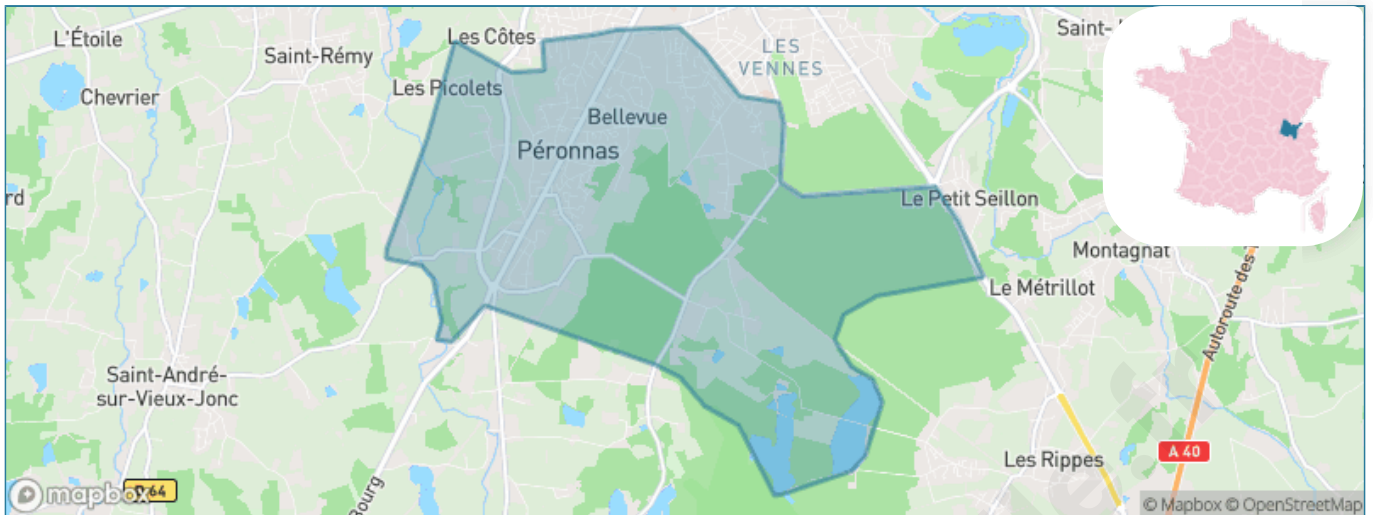 L'Étoile
Les Côtes
Saint-
LES
VENNES
Saint-Rémy
Les Picolets
Chevrier
Bellevue
Péronnas
rd
Le Petit Seillon
Montagnat
Le Métrillot
Autoroute des
Saint-André-
sur-Vieux-Jonc
Les Rippes
A 40
mapbox
64
Bourg
© Mapbox © OpenStreetMap